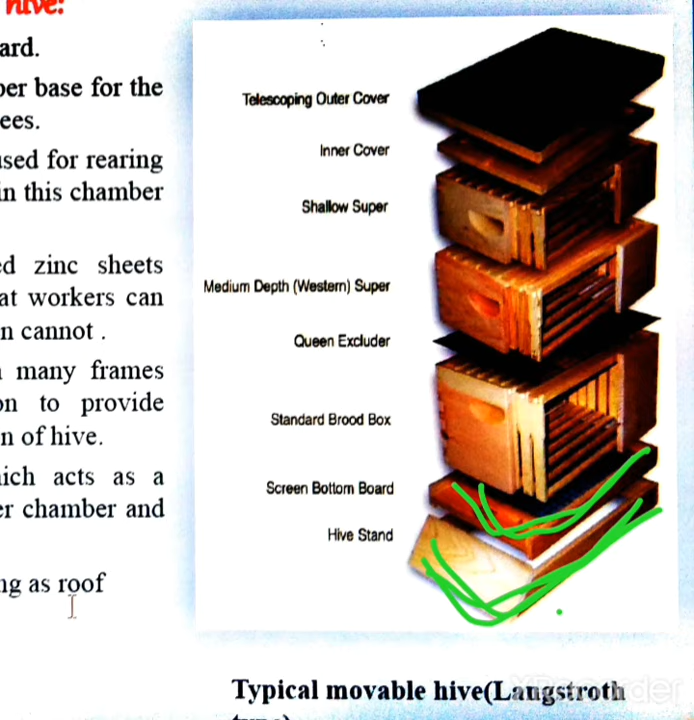 hive:
ard.
per base for the
ees.
used for rearing
in this chamber
ed zinc sheets
at workers can
n cannot .
many frames
on to provide
n of hive.
ich acts as a
er chamber and
ng as roof
Telescoping Outer Cover
Inner Cover
Shallow Super
Medium Depth (Western) Super
Queen Excluder
Standard Brood Box
Screen Bottom Board
Hive Stand
Typical movable hive(Langstroth
type)